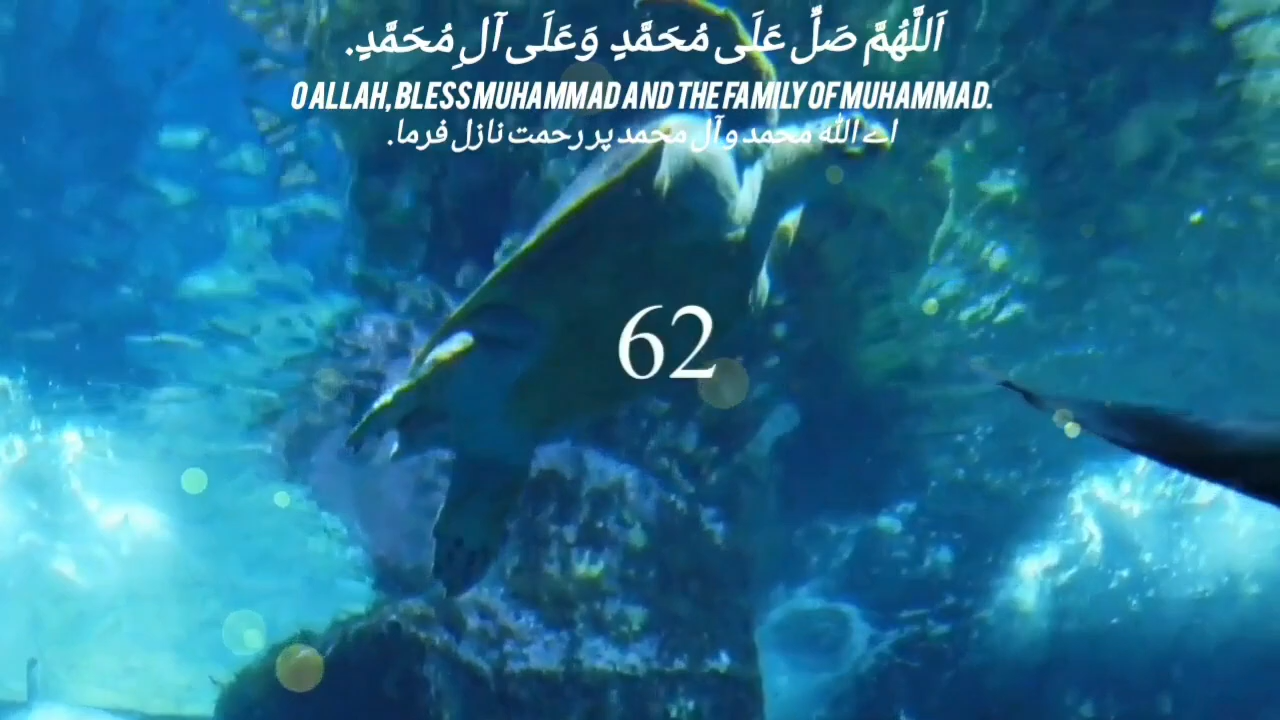 اَللَّهُمَّ صَلِّ عَلَى مُحَمَّدٍ وَعَلَى آلِ مُحَمَّدٍ.
O ALLAH, BLESS MUHAMMAD AND THE FAMILY OF MUHAMMAD.
اے اللہ محمد و آل محمد پر رحمت نازل فرما.
62